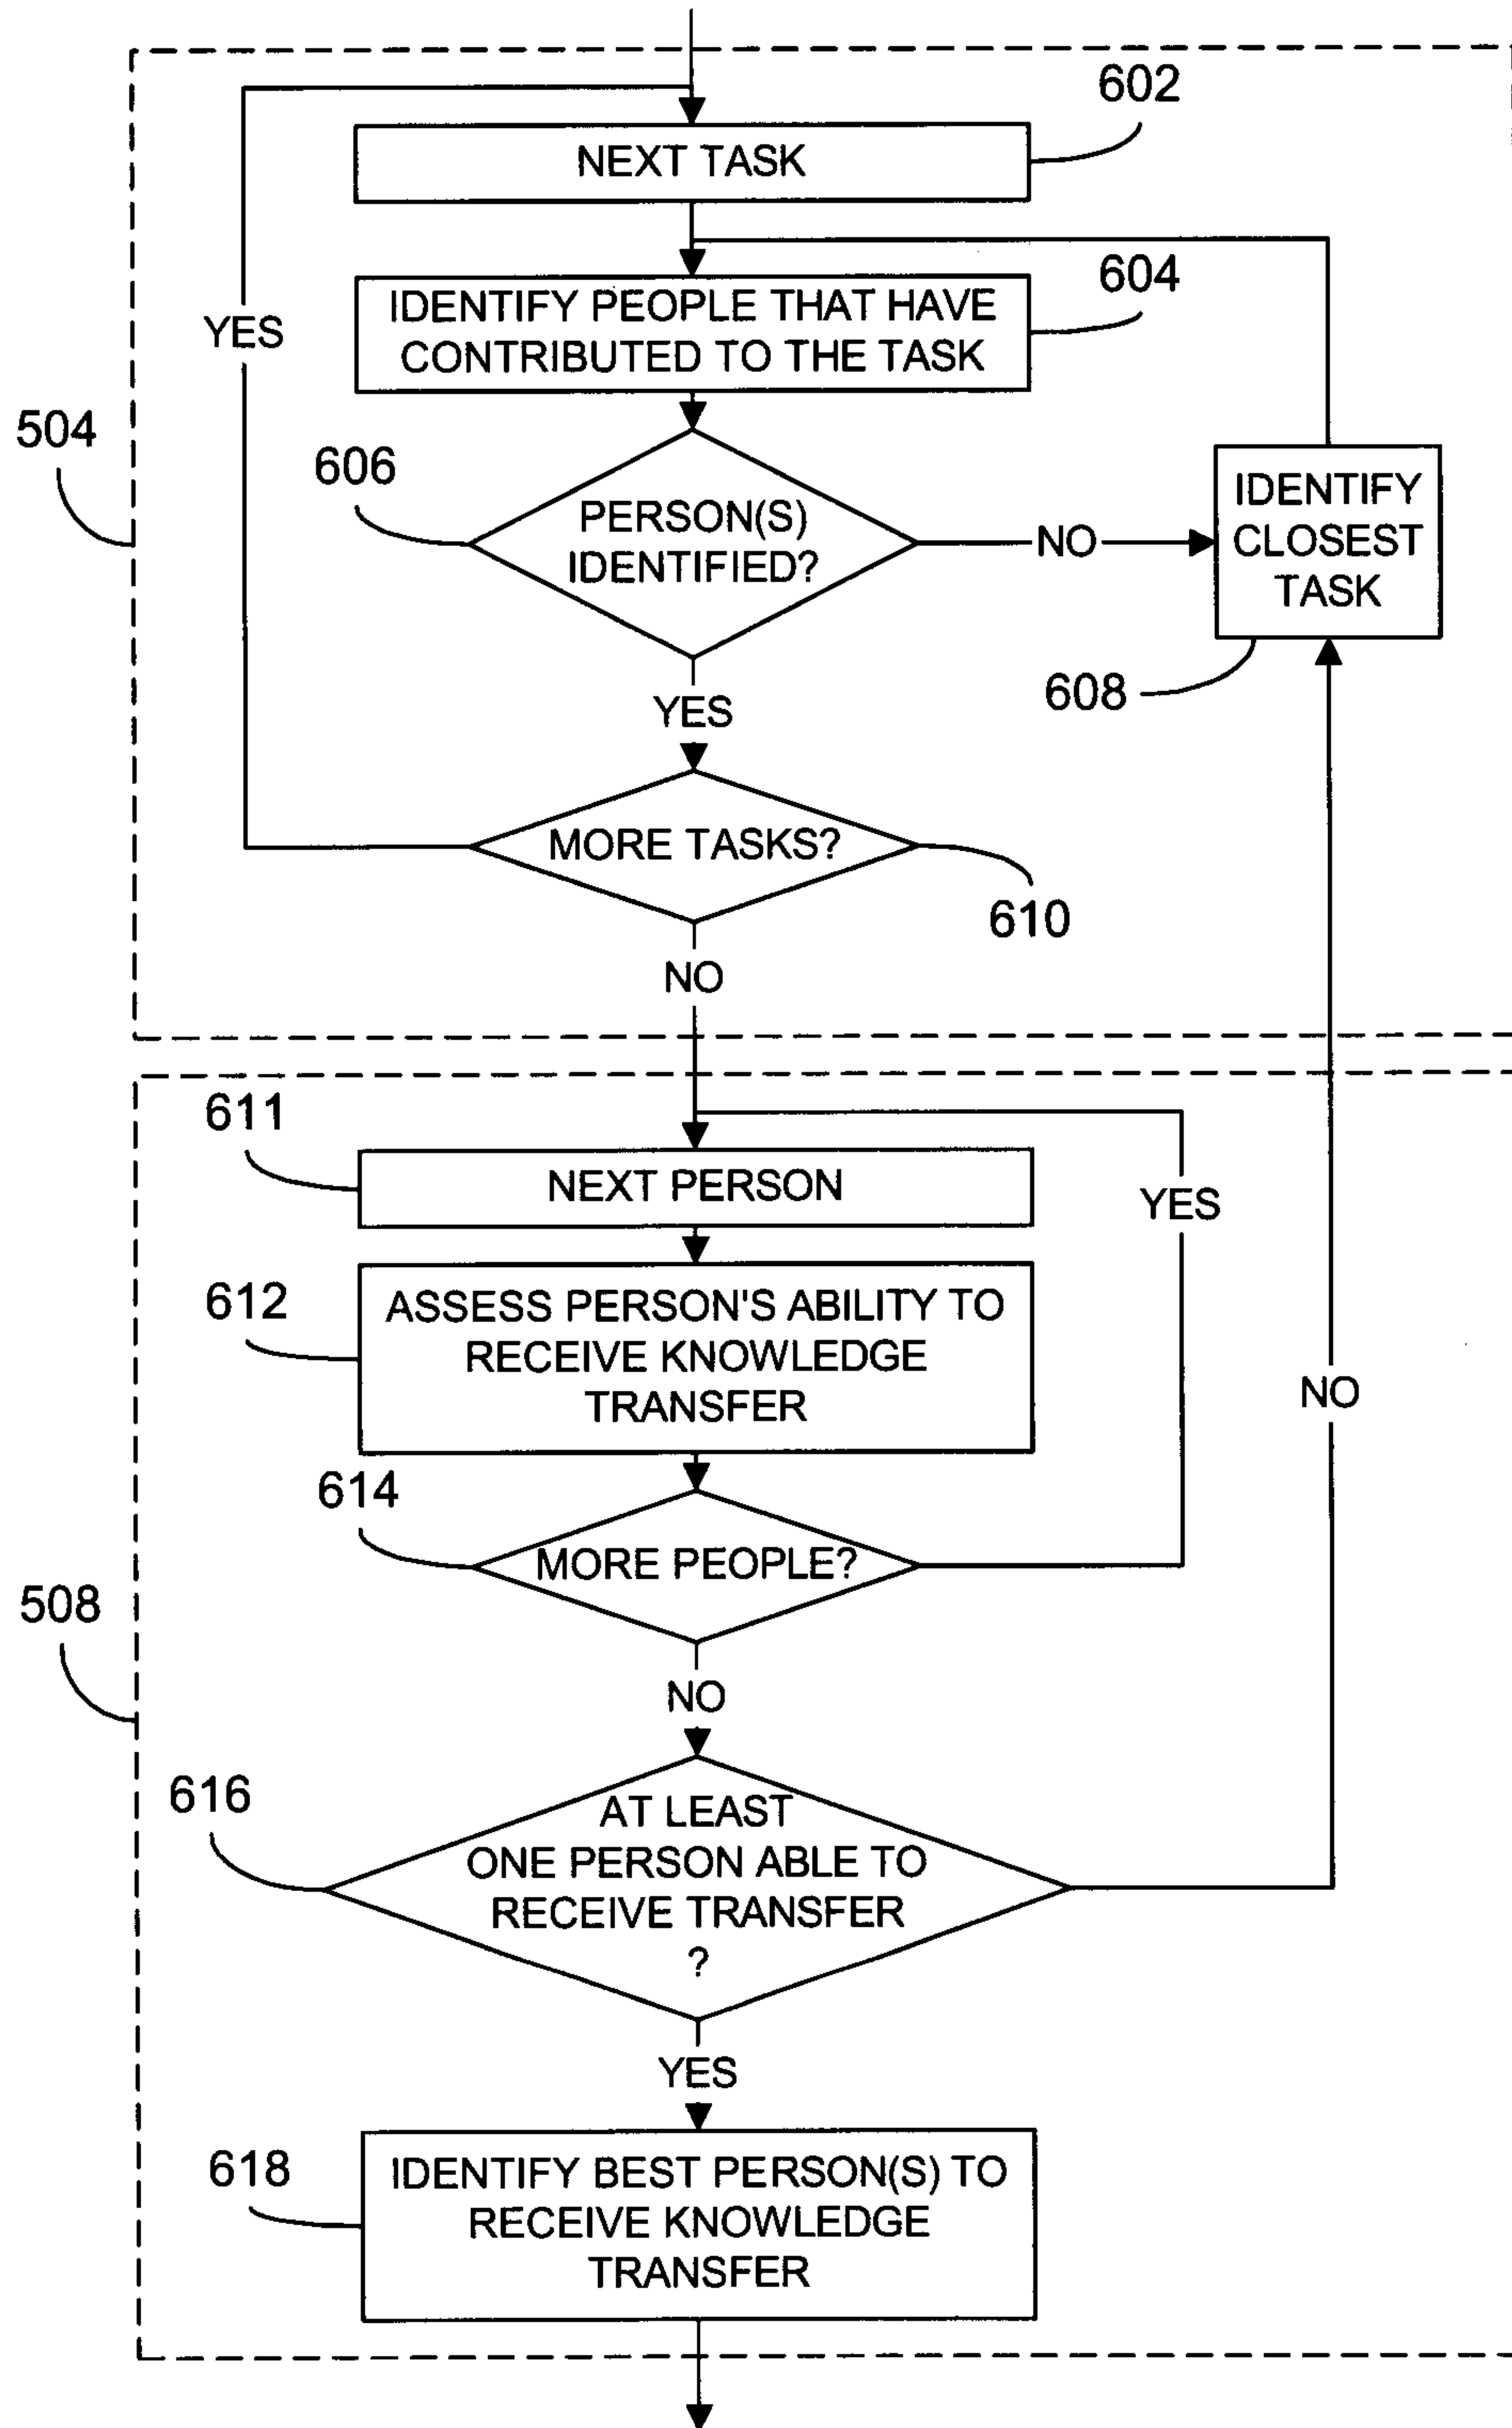 602
NEXT TASK
604
IDENTIFY PEOPLE THAT HAVE
CONTRIBUTED TO THE TASK
YES
504
606
PERSON(S)
IDENTIFIED?
NO
IDENTIFY
CLOSEST
TASK
608
YES
MORE TASKS?
610
NO
611
NEXT PERSON
YES
612
ASSESS PERSON'S ABILITY TO
RECEIVE KNOWLEDGE
TRANSFER
NO
614
MORE PEOPLE?
508
NO
616
AT LEAST
ONE PERSON ABLE TO
RECEIVE TRANSFER
?
YES
618
IDENTIFY BEST PERSON(S) TO
RECEIVE KNOWLEDGE
TRANSFER